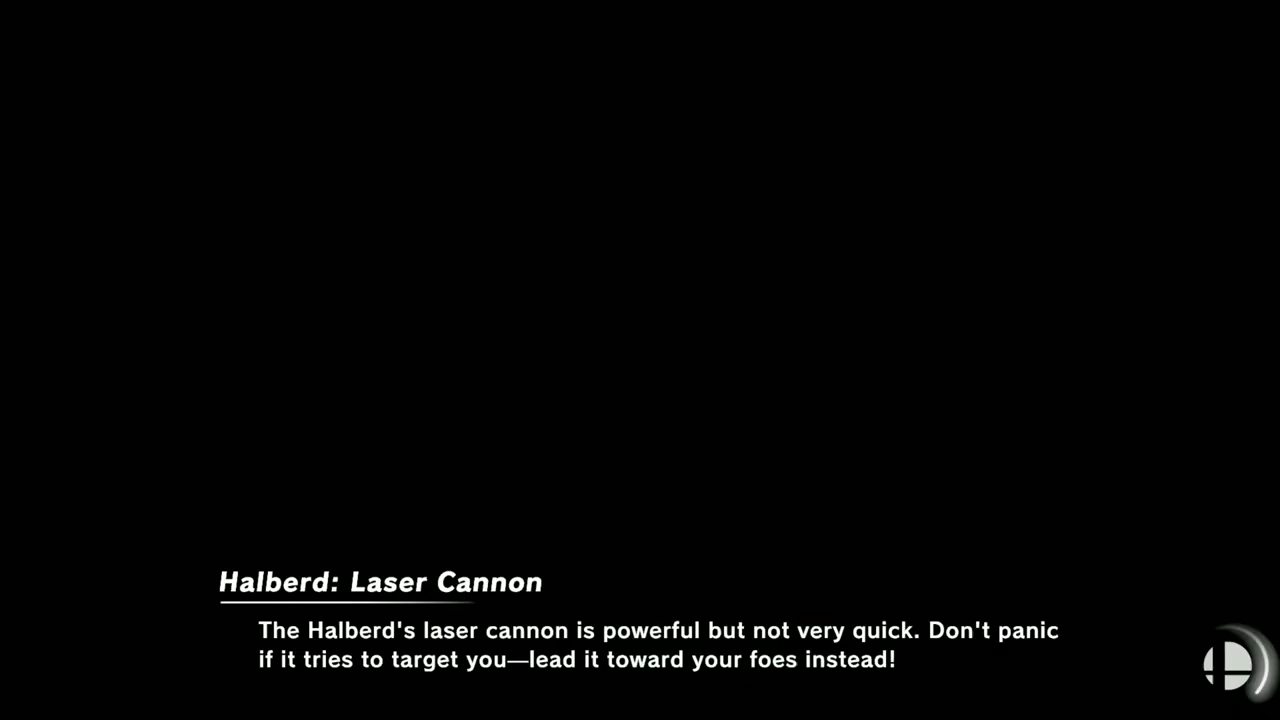 Halberd: Laser Cannon
The Halberd's laser cannon is powerful but not very quick. Don't panic
if it tries to target you—lead it toward your foes instead!